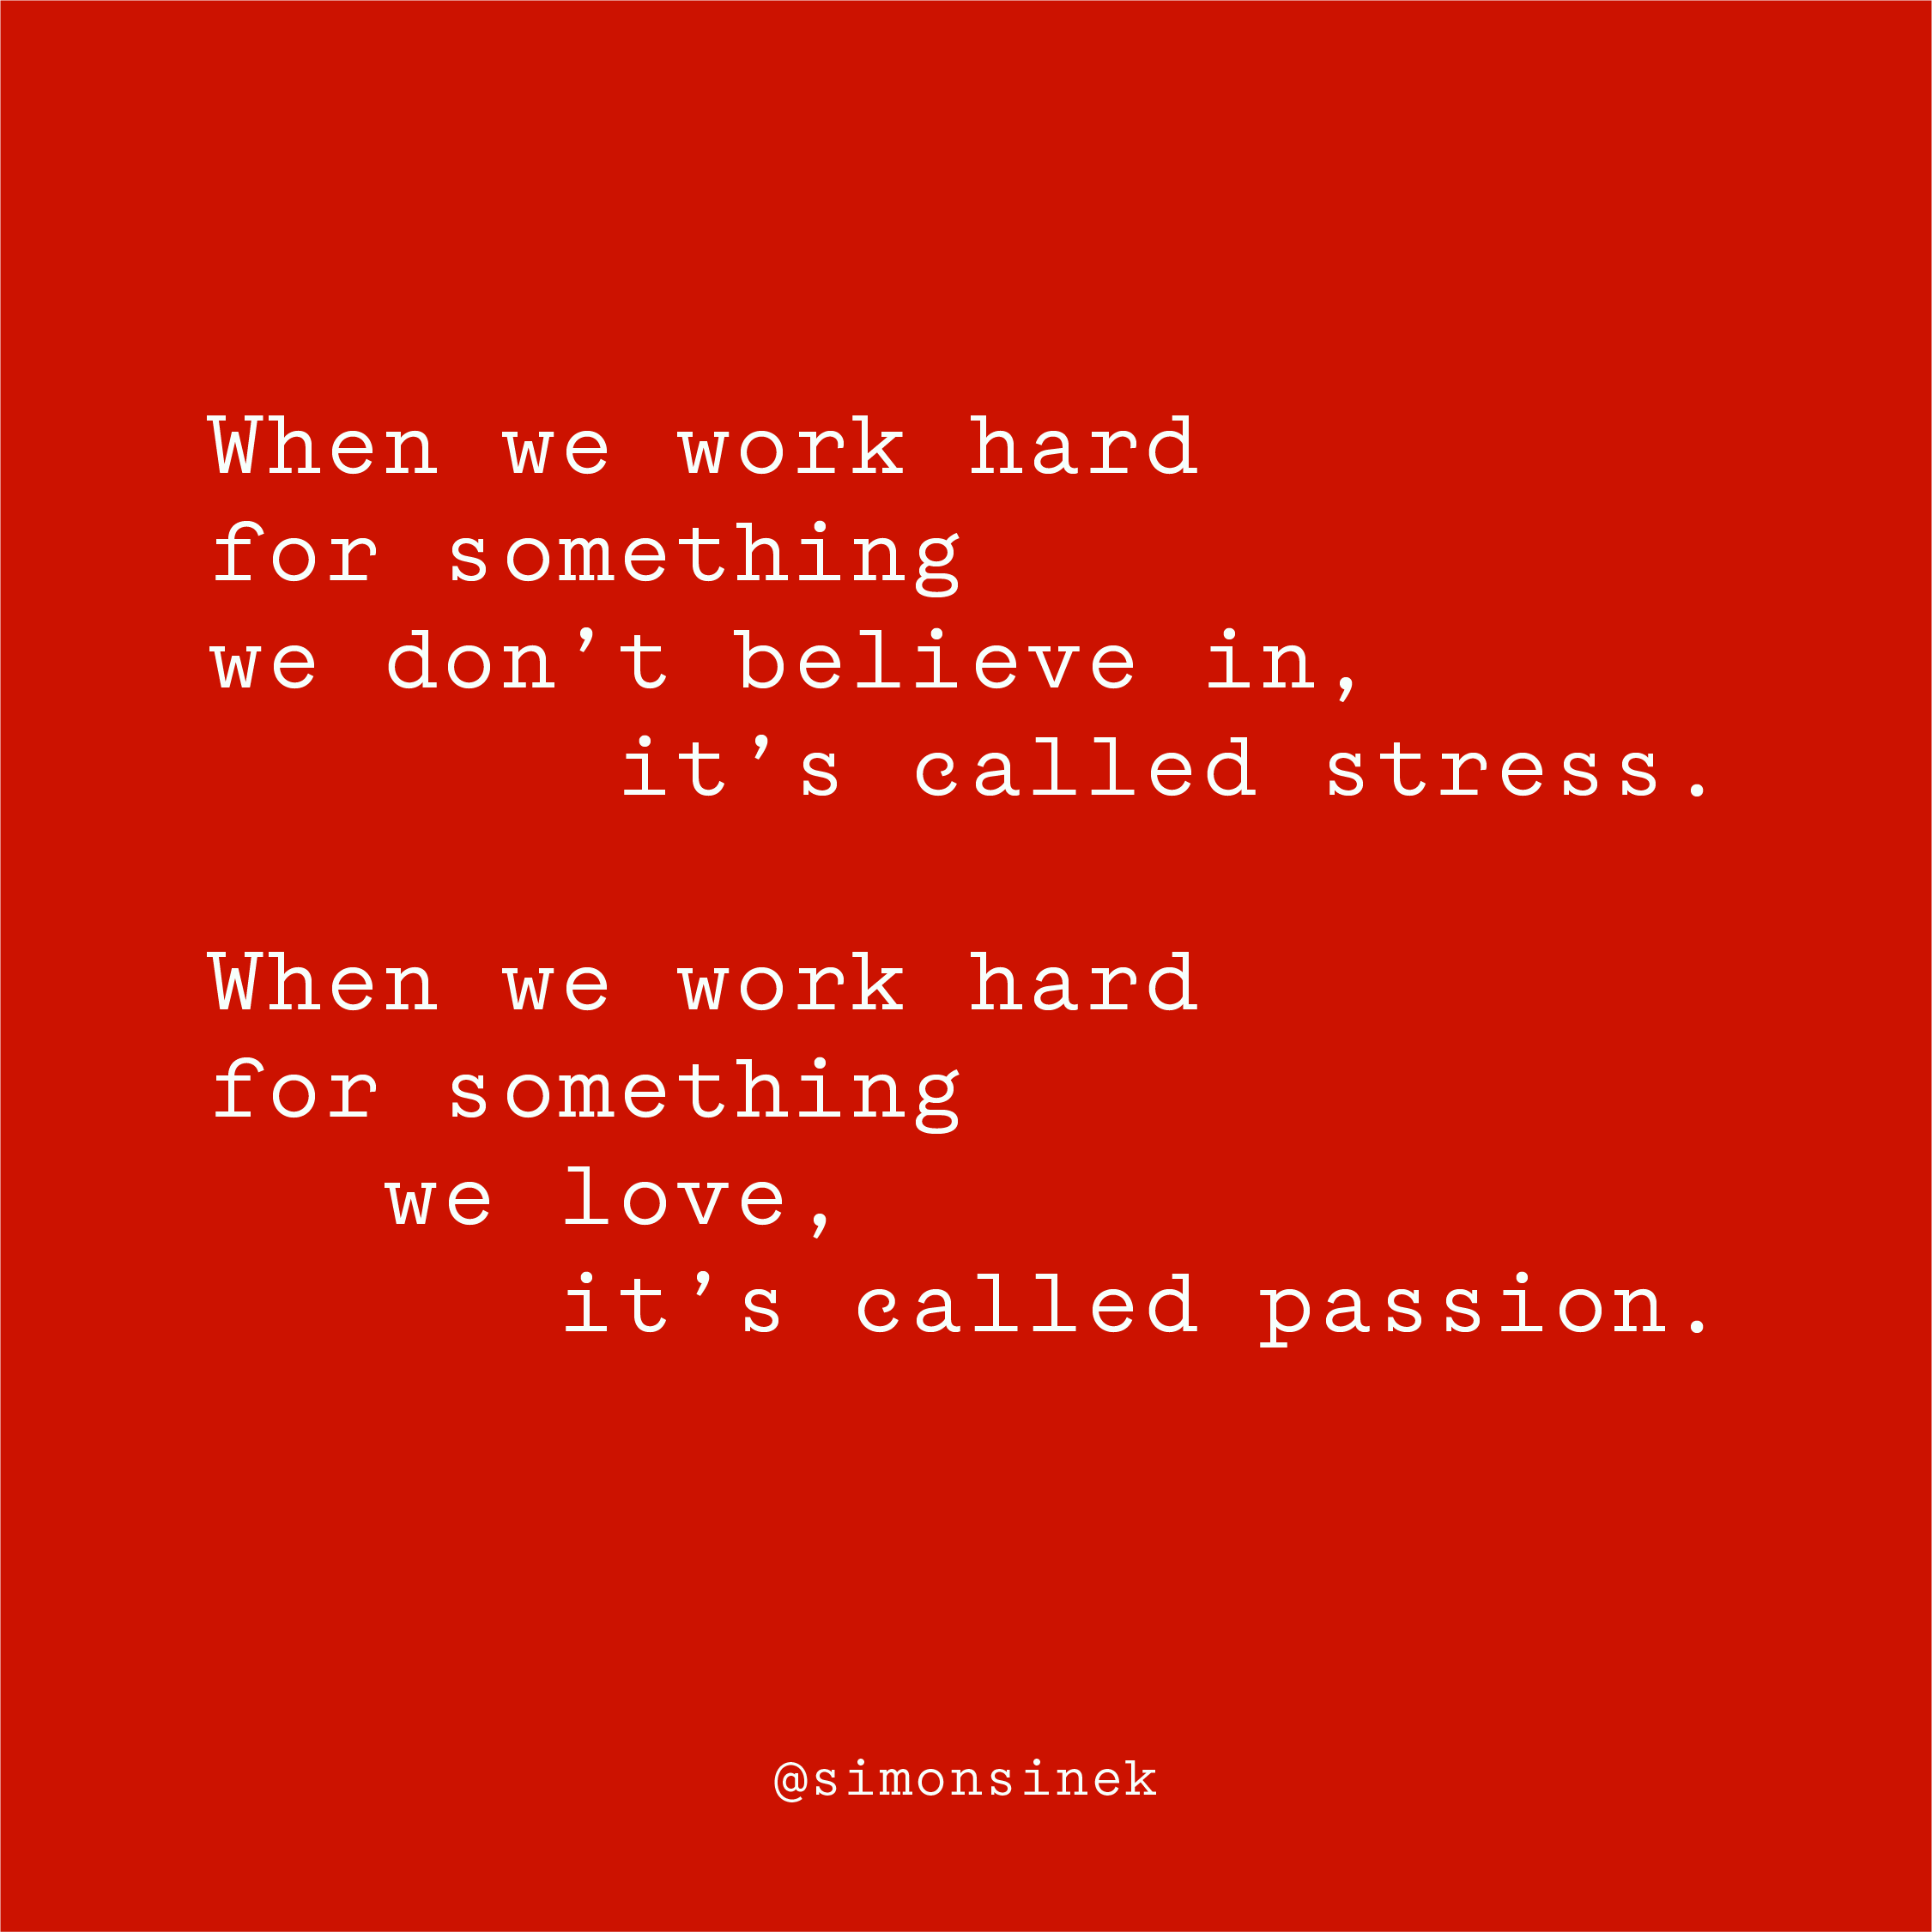 When we work hard
for something
we don’t believe in,
it’s called stress.
When we work hard
for something
we love,
it’s called passion.
@simonsinek